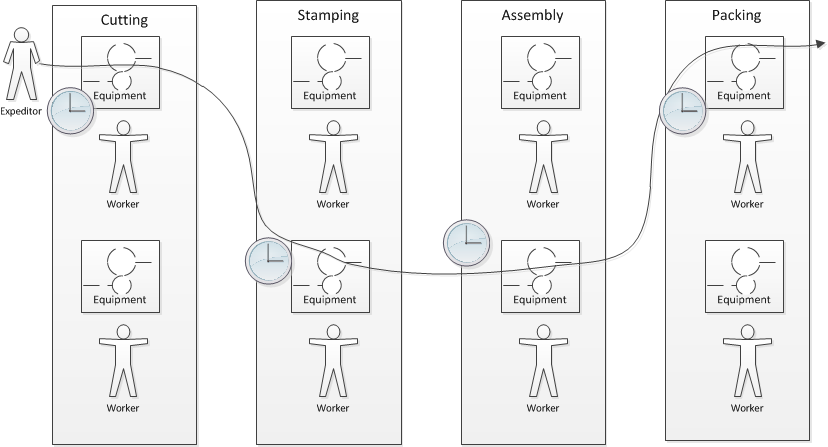 Cutting
Stamping
Assembly
Packing
Expeditor
Equipment
Equipment
Equipment
Equipment
Worker
Worker
Worker
Worker
Equipment
Equipment
Equipment
Equipment
Worker
Worker
Worker
Worker